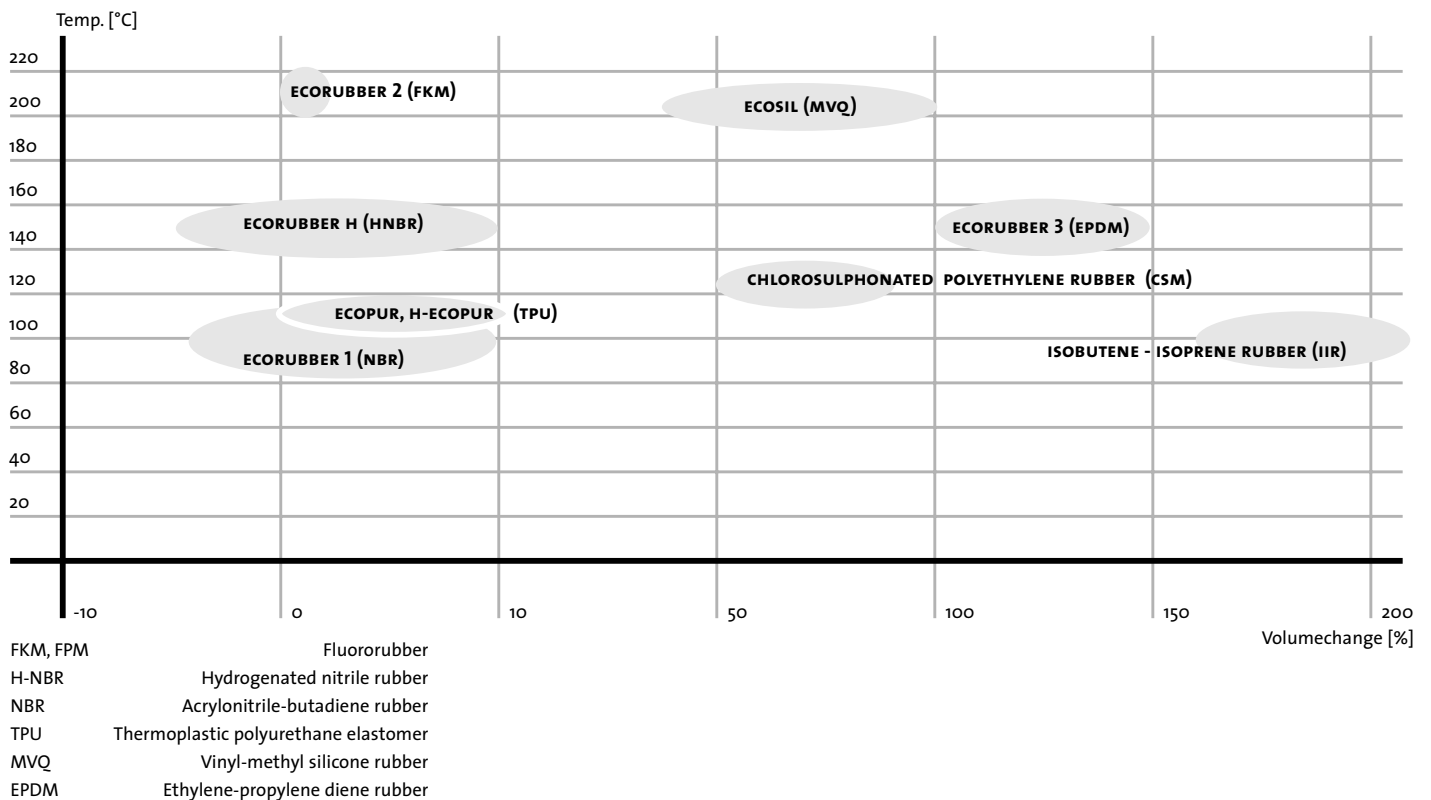 Temp. [°C]
220
ECORUBBER 2 (FKM)
200
ECOSIL (MVQ)
180
160
ECORUBBER H (HNBR)
ECORUBBER 3 (EPDM)
140
CHLOROSULPHONATED POLYETHYLENE RUBBER (CSM)
120
ECOPUR, H-ECOPUR (TPU)
100
ISOBUTENE - ISOPRENE RUBBER (IIR)
ECORUBBER 1 (NBR)
80
60
40
20
-10 0 10 50 100 150 200
Volumechange [%]
FKM, FPM Fluororubber
H-NBR Hydrogenated nitrile rubber
NBR Acrylonitrile-butadiene rubber
TPU Thermoplastic polyurethane elastomer
MVQ Vinyl-methyl silicone rubber
EPDM Ethylene-propylene diene rubber